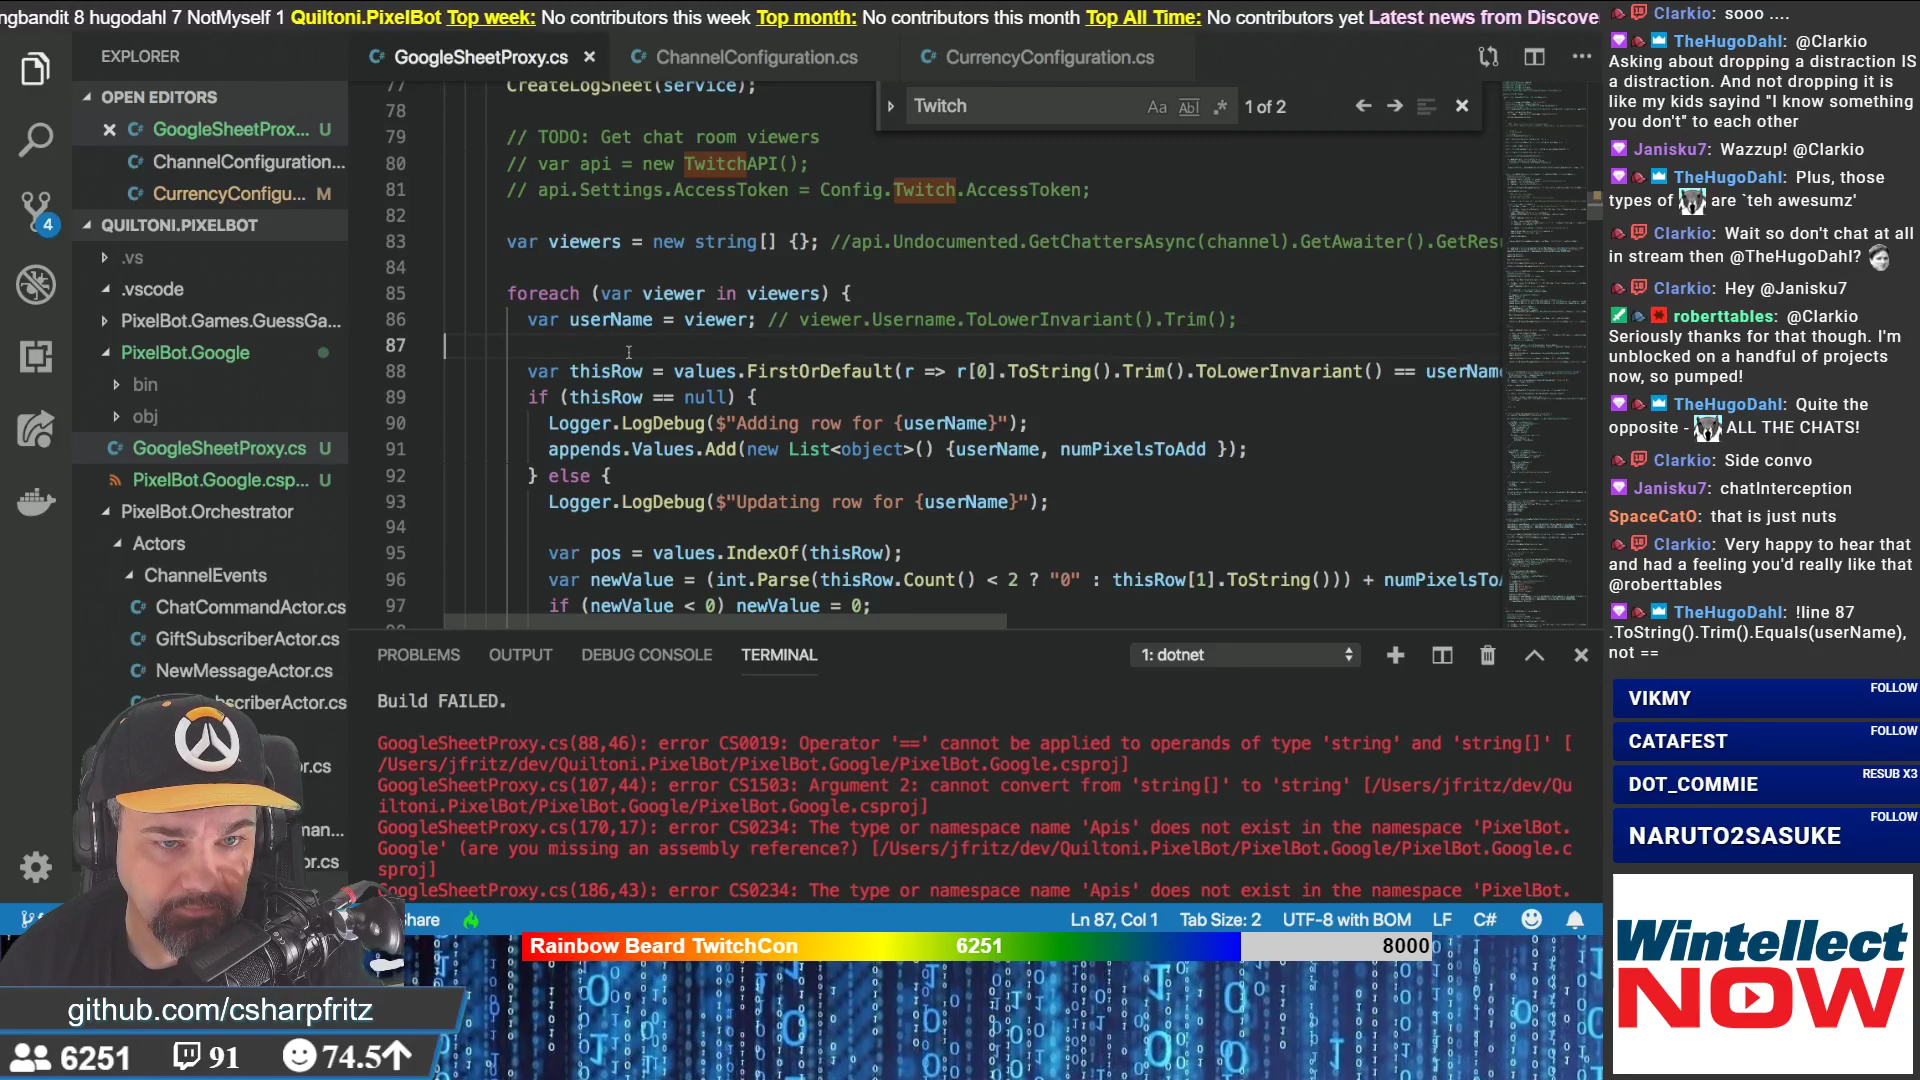 ngbandit 8 hugodahl 7 NotMyself 1 Quiltoni.PixelBot Top week: No contributors this week Top month: No contributors this month Top All Time: No contributors yet Latest news from Discove
EXPLORER
OPEN EDITORS
GoogleSheetProx... U
ChannelConfiguration...
CurrencyConfigu... M
QUILTONI.PIXELBOT
.vs
.vscode
PixelBot.Games.GuessGa...
PixelBot.Google
bin
obj
GoogleSheetProxy.cs U
PixelBot.Google.csp... U
PixelBot.Orchestrator
Actors
ChannelEvents
ChatCommandActor.cs
GiftSubscriberActor.cs
NewMessageActor.cs
bscriberActor.cs
or.cs
man...
.cs
4
GoogleSheetProxy.cs
ChannelConfiguration.cs
CurrencyConfiguration.cs
Twitch
Aa Abl .* 1 of 2
77 CreateLogSheet(service);
78
79 // TODO: Get chat room viewers
80 // var api = new TwitchAPI();
81 // api.Settings.AccessToken = Config.Twitch.AccessToken;
82
83 var viewers = new string[] {}; //api.Undocumented.GetChattersAsync(channel).GetAwaiter().GetRes
84
85 foreach (var viewer in viewers) {
86 var userName = viewer; // viewer.Username.ToLowerInvariant().Trim();
87
88 var thisRow = values.FirstOrDefault(r => r[0].ToString().Trim().ToLowerInvariant() == userNam
89 if (thisRow == null) {
90 Logger.LogDebug($"Adding row for {userName}");
91 appends.Values.Add(new List<object>() {userName, numPixelsToAdd });
92 } else {
93 Logger.LogDebug($"Updating row for {userName}");
94
95 var pos = values.IndexOf(thisRow);
96 var newValue = (int.Parse(thisRow.Count() < 2 ? "0" : thisRow[1].ToString())) + numPixelsToA
97 if (newValue < 0) newValue = 0;
PROBLEMS OUTPUT DEBUG CONSOLE TERMINAL
1: dotnet
Build FAILED.
GoogleSheetProxy.cs(88,46): error CS0019: Operator '==' cannot be applied to operands of type 'string' and 'string[]' [
/Users/jfritz/dev/Quiltoni.PixelBot/PixelBot.Google/PixelBot.Google.csproj]
GoogleSheetProxy.cs(107,44): error CS1503: Argument 2: cannot convert from 'string[]' to 'string' [/Users/jfritz/dev/Qu
iltoni.PixelBot/PixelBot.Google/PixelBot.Google.csproj]
GoogleSheetProxy.cs(170,17): error CS0234: The type or namespace name 'Apis' does not exist in the namespace 'PixelBot.
Google' (are you missing an assembly reference?) [/Users/jfritz/dev/Quiltoni.PixelBot/PixelBot.Google/PixelBot.Google.c
sproj]
GoogleSheetProxy.cs(186,43): error CS0234: The type or namespace name 'Apis' does not exist in the namespace 'PixelBot.
hare
Ln 87, Col 1 Tab Size: 2 UTF-8 with BOM LF C#
Rainbow Beard TwitchCon 6251 8000
github.com/csharpfritz
6251 91 74.5
Clarkio: sooo ....
TheHugoDahl: @Clarkio
Asking about dropping a distraction IS
a distraction. And not dropping it is
like my kids sayind "I know something
you don't" to each other
Janisku7: Wazzup! @Clarkio
TheHugoDahl: Plus, those
types of are `teh awesumz'
Clarkio: Wait so don't chat at all
in stream then @TheHugoDahl?
Clarkio: Hey @Janisku7
roberttables: @Clarkio
Seriously thanks for that though. I'm
unblocked on a handful of projects
now, so pumped!
TheHugoDahl: Quite the
opposite - ALL THE CHATS!
Clarkio: Side convo
Janisku7: chatInterception
SpaceCatO: that is just nuts
Clarkio: Very happy to hear that
and had a feeling you'd really like that
@roberttables
TheHugoDahl: !line 87
.ToString().Trim().Equals(userName),
not ==
VIKMY FOLLOW
CATAFEST FOLLOW
DOT_COMMIE RESUB X3
NARUTO2SASUKE FOLLOW
Wintellect
NOW